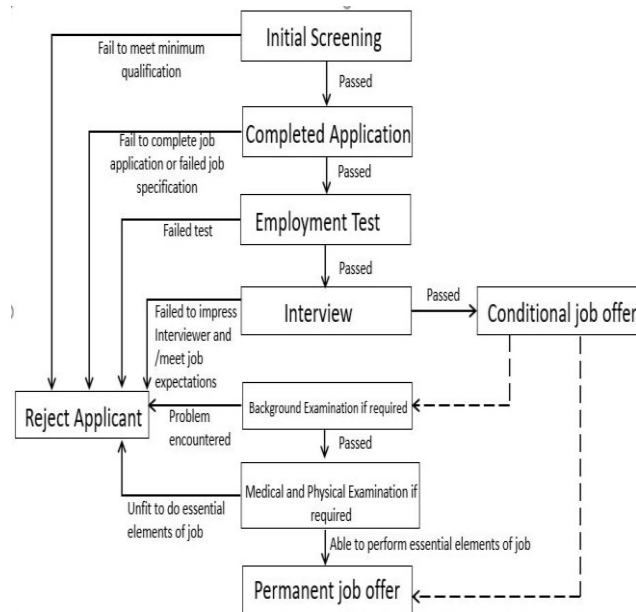 Initial Screening
Fail to meet minimum
qualification
Passed
Completed Application
Fail to complete job
application or failed job
specification
Passed
Employment Test
Failed test
Passed
Interview
Passed
Conditional job offer
Failed to impress
Interviewer and
/meet job
expectations
Reject Applicant
Problem
encountered
Background Examination if required
Passed
Medical and Physical Examination if
required
Unfit to do essential
elements of job
Able to perform essential elements of job
Permanent job offer